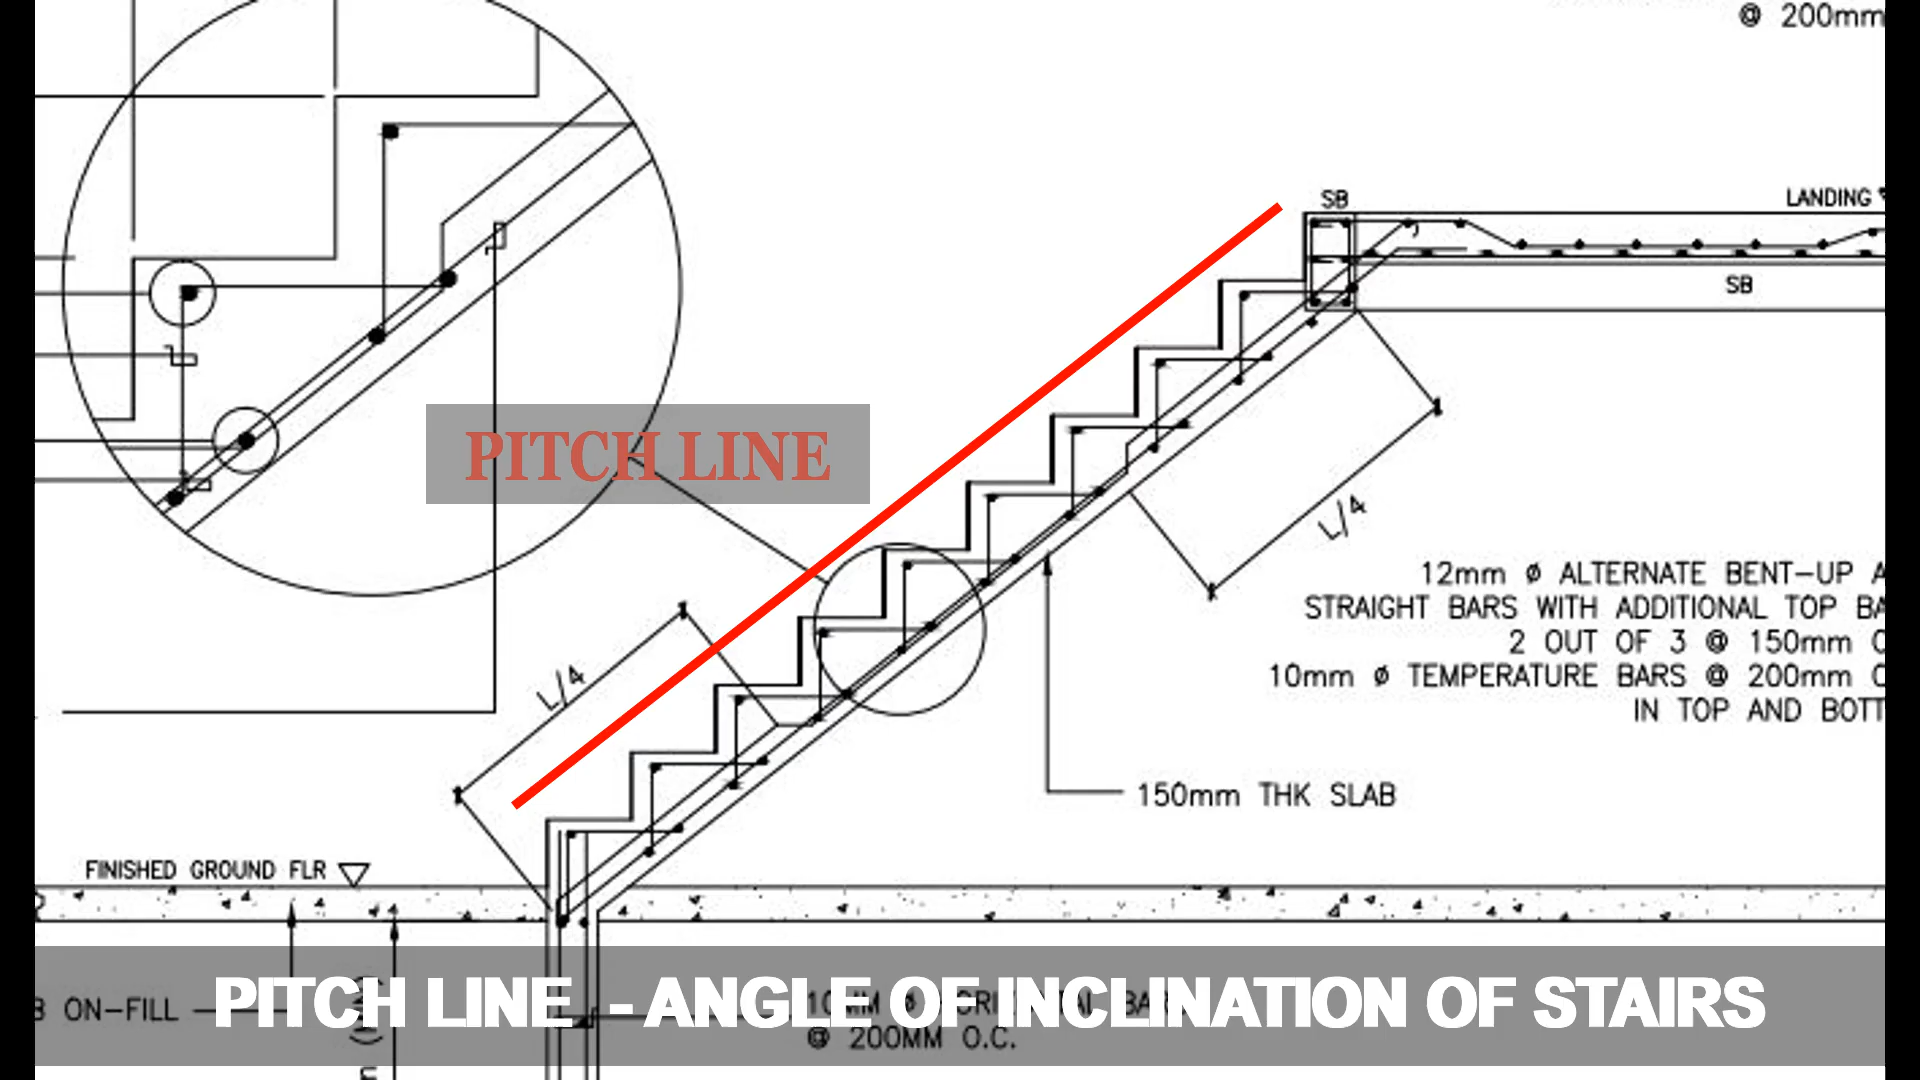 @ 200mm
SB
LANDING
SB
PITCH LINE
L/4
12mm ø ALTERNATE BENT-UP
STRAIGHT BARS WITH ADDITIONAL TOP
2 OUT OF 3 @ 150mm
10mm ø TEMPERATURE BARS @ 200mm
IN TOP AND
L/4
150mm THK SLAB
FINISHED GROUND FLR
ON-FILL
PITCH LINE - ANGLE OF INCLINATION OF STAIRS
@ 200MM O.C.